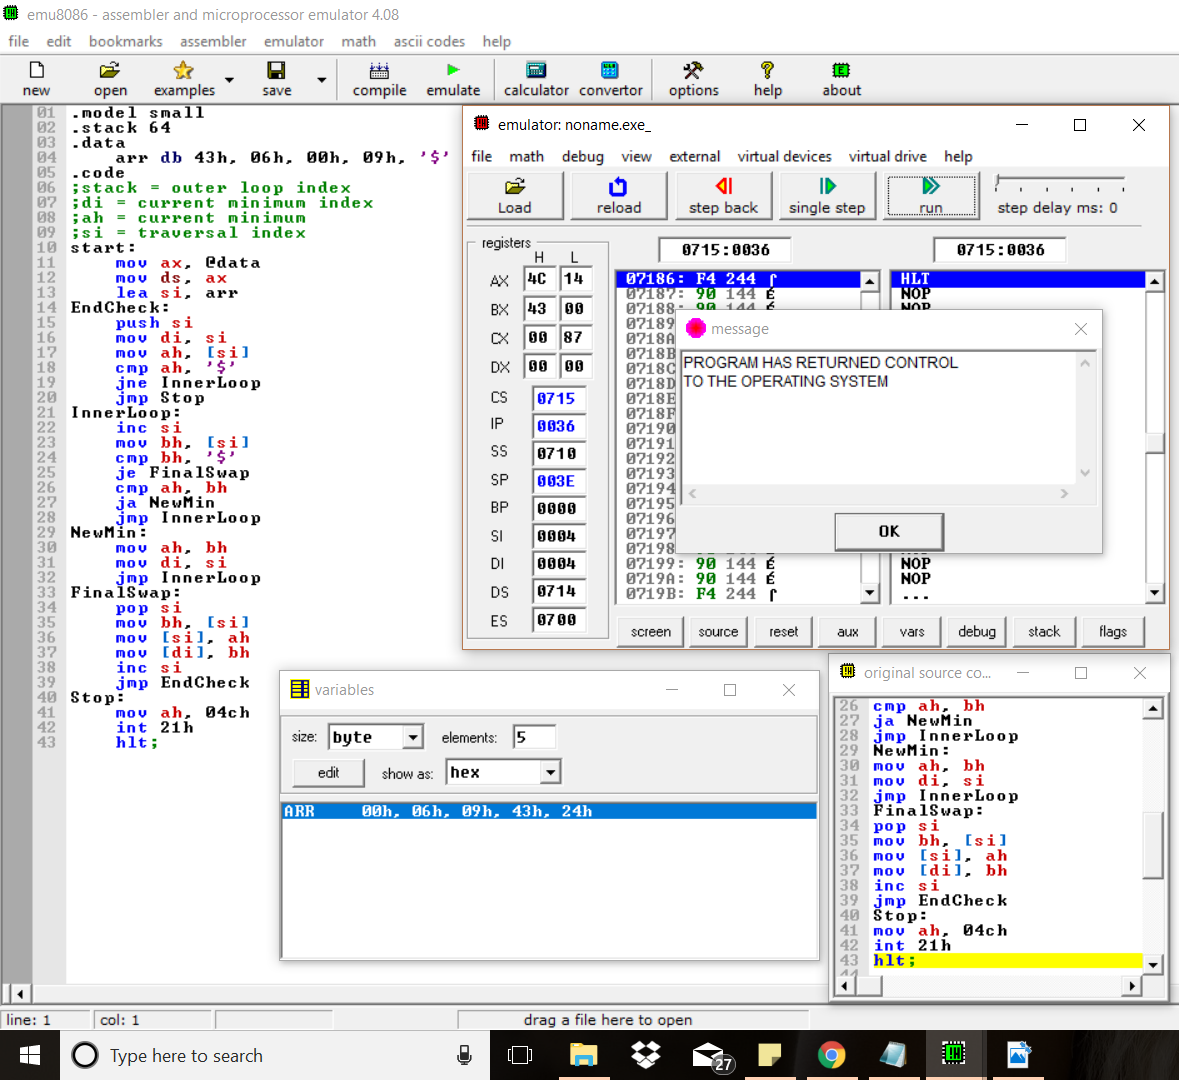 emu8086 - assembler and microprocessor emulator 4.08
file edit bookmarks assembler emulator math ascii codes help
new open examples save compile emulate calculator convertor options help about
01 .model small
02 .stack 64
03 .data
04 arr db 43h, 06h, 00h, 09h, '$'
05 .code
06 ;stack = outer loop index
07 ;di = current minimum index
08 ;ah = current minimum
09 ;si = traversal index
10 start:
11 mov ax, @data
12 mov ds, ax
13 lea si, arr
14 EndCheck:
15 push si
16 mov di, si
17 mov ah, [si]
18 cmp ah, '$'
19 jne InnerLoop
20 jmp Stop
21 InnerLoop:
22 inc si
23 mov bh, [si]
24 cmp bh, '$'
25 je FinalSwap
26 cmp ah, bh
27 ja NewMin
28 jmp InnerLoop
29 NewMin:
30 mov ah, bh
31 mov di, si
32 jmp InnerLoop
33 FinalSwap:
34 pop si
35 mov bh, [si]
36 mov [si], ah
37 mov [di], bh
38 inc si
39 jmp EndCheck
40 Stop:
41 mov ah, 04ch
42 int 21h
43 hlt;
emulator: noname.exe_
file math debug view external virtual devices virtual drive help
Load reload step back single step run step delay ms: 0
registers
H L
AX 4C 14
BX 43 00
CX 00 87
DX 00 00
CS 0715
IP 0036
SS 0710
SP 003E
BP 0000
SI 0004
DI 0004
DS 0714
ES 0700
0715:0036 0715:0036
07186: F4 244 ⌠ HLT
07187: 90 144 É NOP
07188: 90 144 É NOP
07189
0718A
0718B
0718C
0718D
0718E
0718F
07190
07191
07192
07193
07194
07195
07196
07197
07198
07199: 90 144 É NOP
0719A: 90 144 É NOP
0719B: F4 244 ⌠ ...
message
PROGRAM HAS RETURNED CONTROL
TO THE OPERATING SYSTEM
OK
screen source reset aux vars debug stack flags
variables
size: byte elements: 5
edit show as: hex
ARR 00h, 06h, 09h, 43h, 24h
original source co...
26 cmp ah, bh
27 ja NewMin
28 jmp InnerLoop
29 NewMin:
30 mov ah, bh
31 mov di, si
32 jmp InnerLoop
33 FinalSwap:
34 pop si
35 mov bh, [si]
36 mov [si], ah
37 mov [di], bh
38 inc si
39 jmp EndCheck
40 Stop:
41 mov ah, 04ch
42 int 21h
43 hlt;
44
line: 1 col: 1 drag a file here to open
Type here to search
27